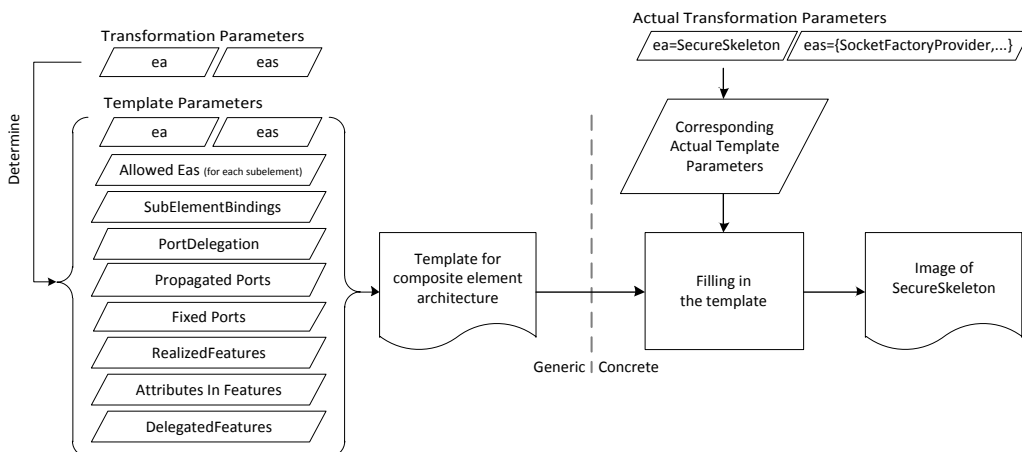 Transformation Parameters
ea
eas
Determine
Template Parameters
ea
eas
Allowed Eas (for each subelement)
SubElementBindings
PortDelegation
Propagated Ports
Fixed Ports
RealizedFeatures
Attributes In Features
DelegatedFeatures
Template for
composite element
architecture
Generic
Concrete
Actual Transformation Parameters
ea=SecureSkeleton
eas={SocketFactoryProvider,...}
Corresponding
Actual Template
Parameters
Filling in
the template
Image of
SecureSkeleton